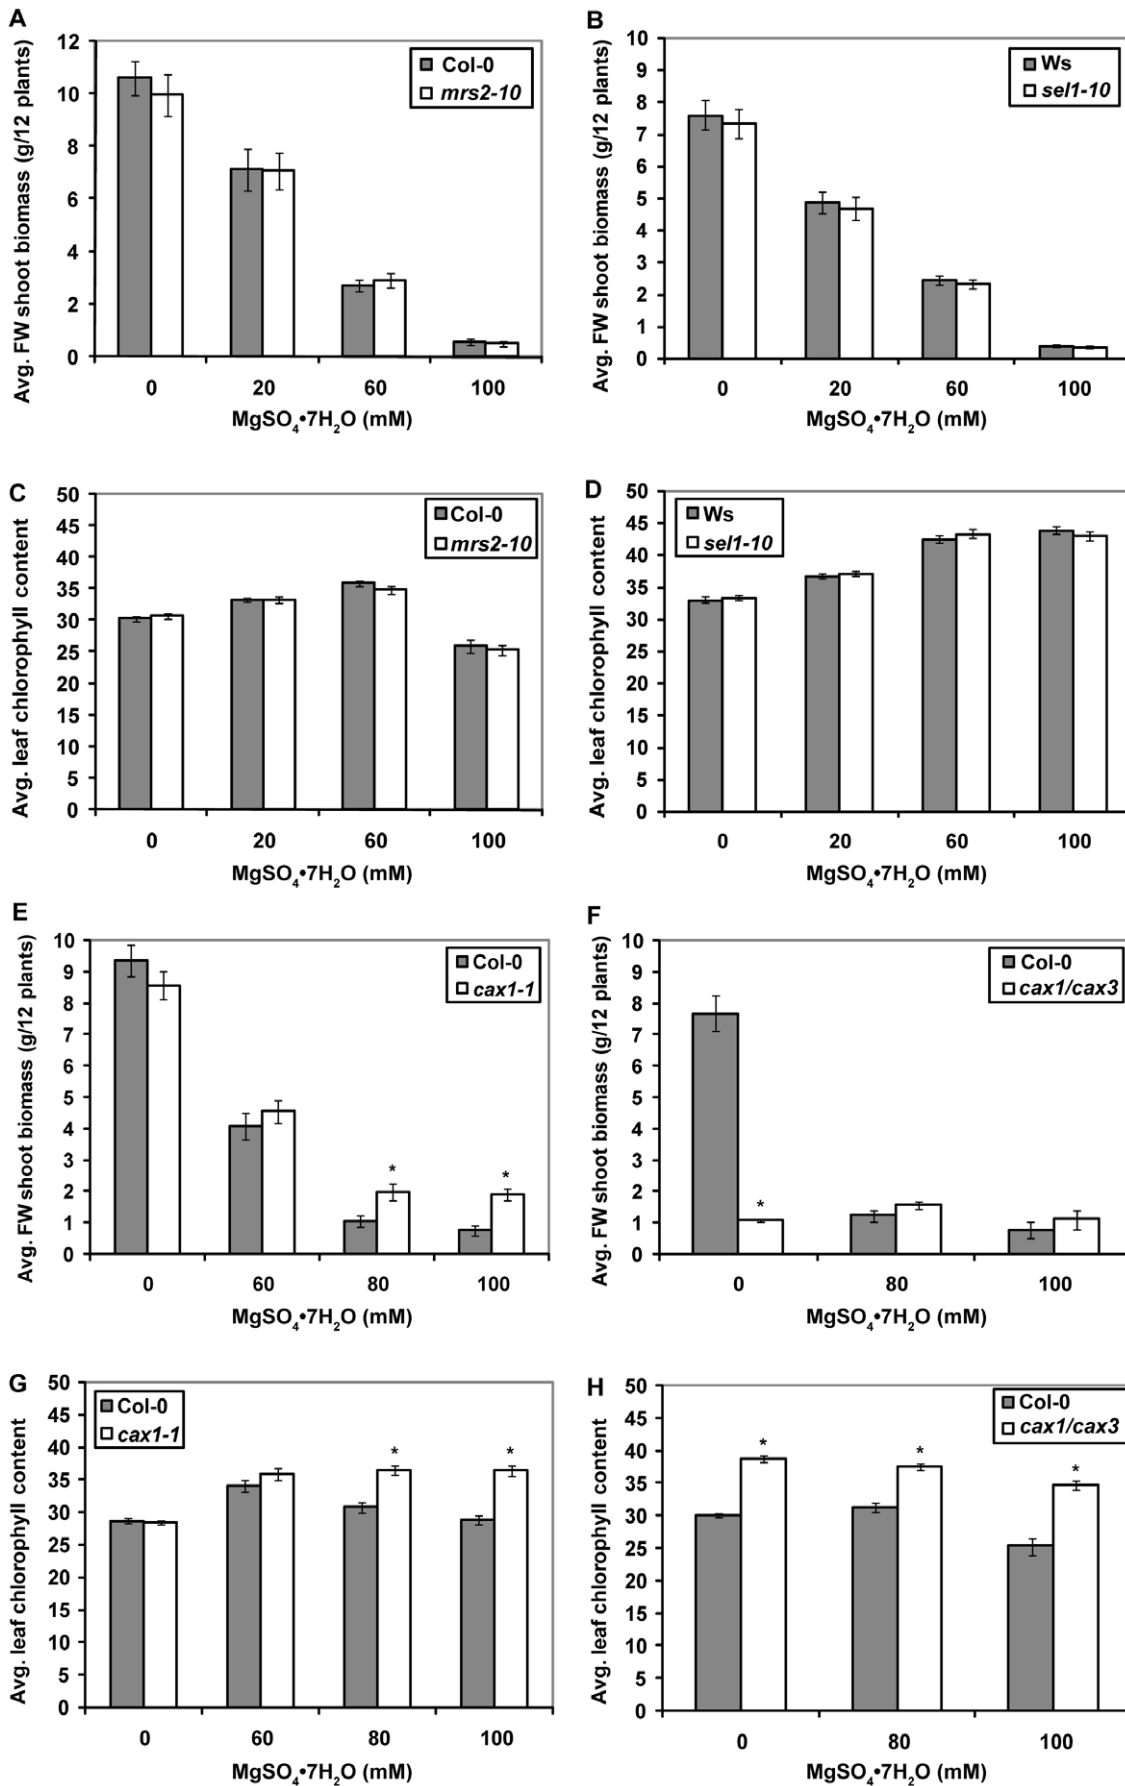 A
Avg. FW shoot biomass (g/12 plants)
12
10
8
6
4
2
0
Col-0
mrs2-10
0 20 60 100
MgSO₄•7H₂O (mM)
B
Avg. FW shoot biomass (g/12 plants)
10
9
8
7
6
5
4
3
2
1
0
Ws
sel1-10
0 20 60 100
MgSO₄•7H₂O (mM)
C
Avg. leaf chlorophyll content
50
45
40
35
30
25
20
15
10
5
0
Col-0
mrs2-10
0 20 60 100
MgSO₄•7H₂O (mM)
D
Avg. leaf chlorophyll content
50
45
40
35
30
25
20
15
10
5
0
Ws
sel1-10
0 20 60 100
MgSO₄•7H₂O (mM)
E
Avg. FW shoot biomass (g/12 plants)
10
9
8
7
6
5
4
3
2
1
0
Col-0
cax1-1
* *
0 60 80 100
MgSO₄•7H₂O (mM)
F
Avg. FW shoot biomass (g/12 plants)
10
9
8
7
6
5
4
3
2
1
0
Col-0
cax1/cax3
*
0 80 100
MgSO₄•7H₂O (mM)
G
Avg. leaf chlorophyll content
50
45
40
35
30
25
20
15
10
5
0
Col-0
cax1-1
* *
0 60 80 100
MgSO₄•7H₂O (mM)
H
Avg. leaf chlorophyll content
50
45
40
35
30
25
20
15
10
5
0
Col-0
cax1/cax3
* * *
0 80 100
MgSO₄•7H₂O (mM)